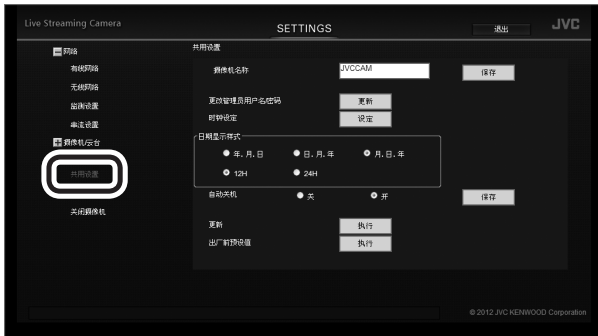 Live Streaming Camera
SETTINGS
退出
JVC
网络
有线网络
无线网络
监测设置
串流设置
摄像机/云台
共用设置
关闭摄像机
共用设置
摄像机名称
JVCCAM
保存
更改管理员用户名/密码
更新
时钟设定
设定
日期显示样式
年. 月. 日
日. 月. 年
月. 日. 年
12H
24H
自动关机
关
开
保存
更新
执行
出厂前预设值
执行
© 2012 JVC KENWOOD Corporation